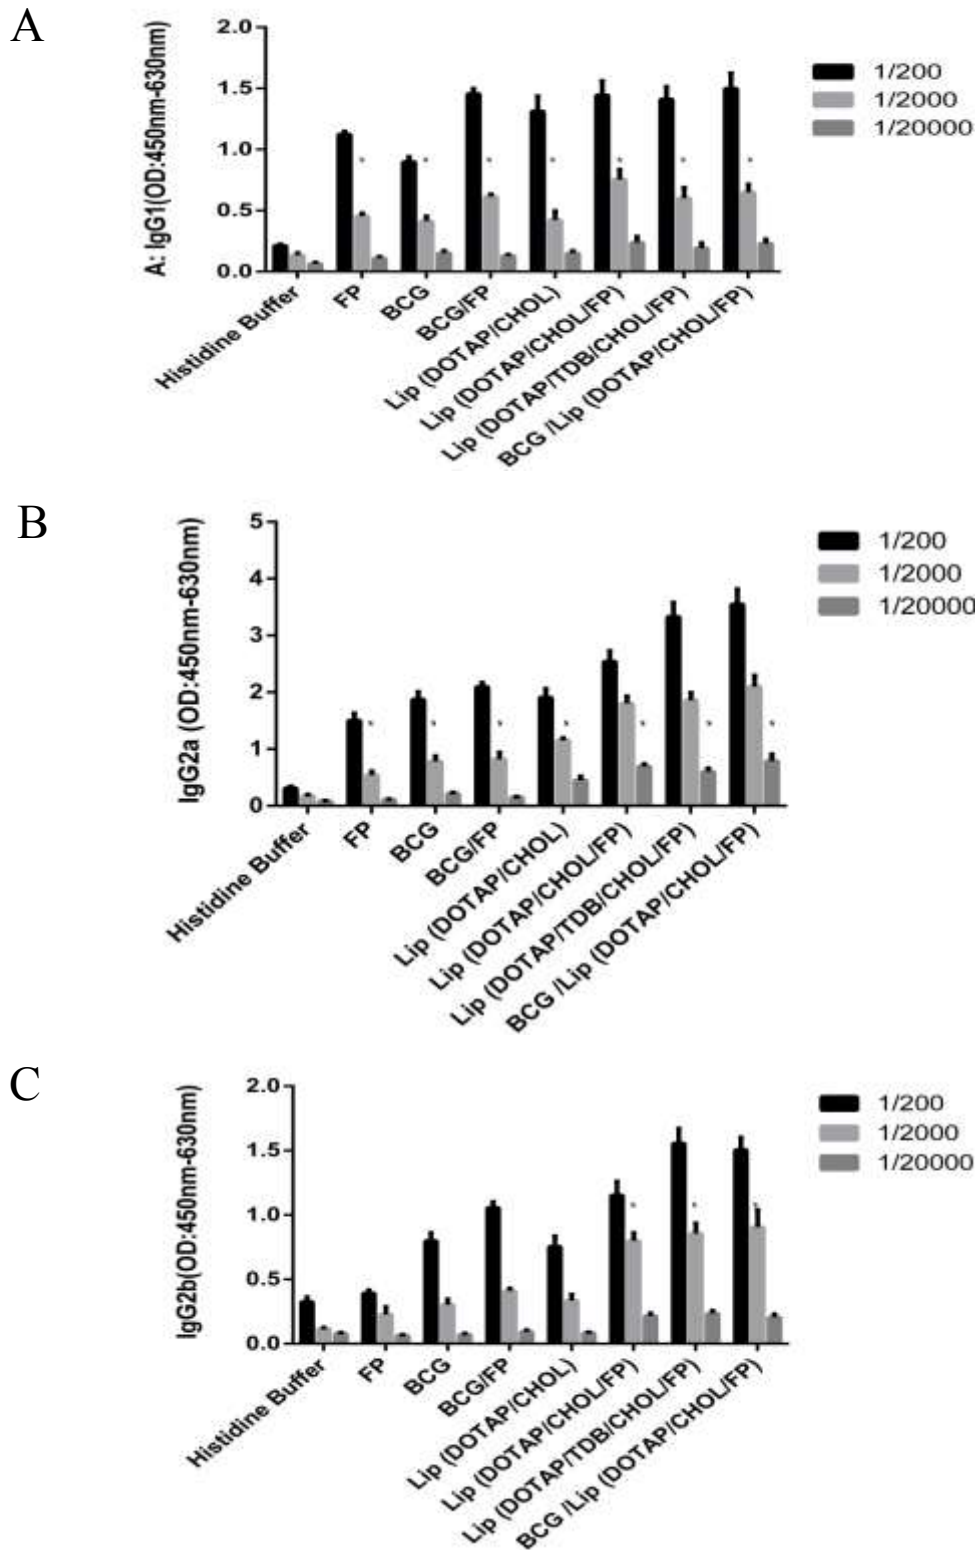 A
A: IgG1(OD:450nm-630nm)
2.0
1.5
1.0
0.5
0.0
1/200
1/2000
1/20000
* * * * * * *
Histidine Buffer
FP
BCG
BCG/FP
Lip (DOTAP/CHOL)
Lip (DOTAP/CHOL/FP)
Lip (DOTAP/TDB/CHOL/FP)
BCG /Lip (DOTAP/CHOL/FP)
B
IgG2a (OD:450nm-630nm)
5
4
3
2
1
0
1/200
1/2000
1/20000
* * * * * * *
Histidine Buffer
FP
BCG
BCG/FP
Lip (DOTAP/CHOL)
Lip (DOTAP/CHOL/FP)
Lip (DOTAP/TDB/CHOL/FP)
BCG /Lip (DOTAP/CHOL/FP)
C
IgG2b(OD:450nm-630nm)
2.0
1.5
1.0
0.5
0.0
1/200
1/2000
1/20000
* * *
Histidine Buffer
FP
BCG
BCG/FP
Lip (DOTAP/CHOL)
Lip (DOTAP/CHOL/FP)
Lip (DOTAP/TDB/CHOL/FP)
BCG /Lip (DOTAP/CHOL/FP)